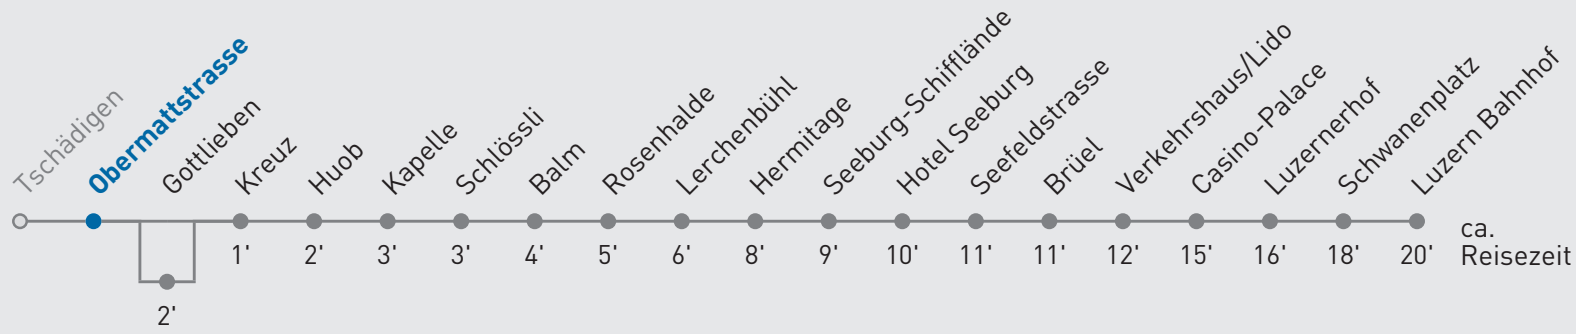 Tschädigen
Obermattstrasse
Gottlieben
Kreuz
Huob
Kapelle
Schlössli
Balm
Rosenhalde
Lerchenbühl
Hermitage
Seeburg-Schifflände
Hotel Seeburg
Seefeldstrasse
Brüel
Verkehrshaus/Lido
Casino-Palace
Luzernerhof
Schwanenplatz
Luzern Bahnhof
1' 2' 3' 3' 4' 5' 6' 8' 9' 10' 11' 11' 12' 15' 16' 18' 20'
ca.
Reisezeit
2'